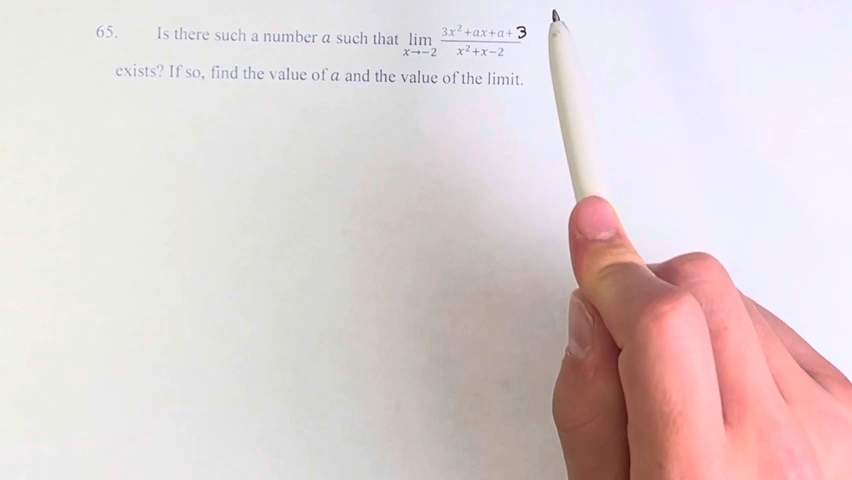 65. Is there such a number a such that lim x→−2 3x²+ax+a+3 / x²+x−2
exists? If so, find the value of a and the value of the limit.